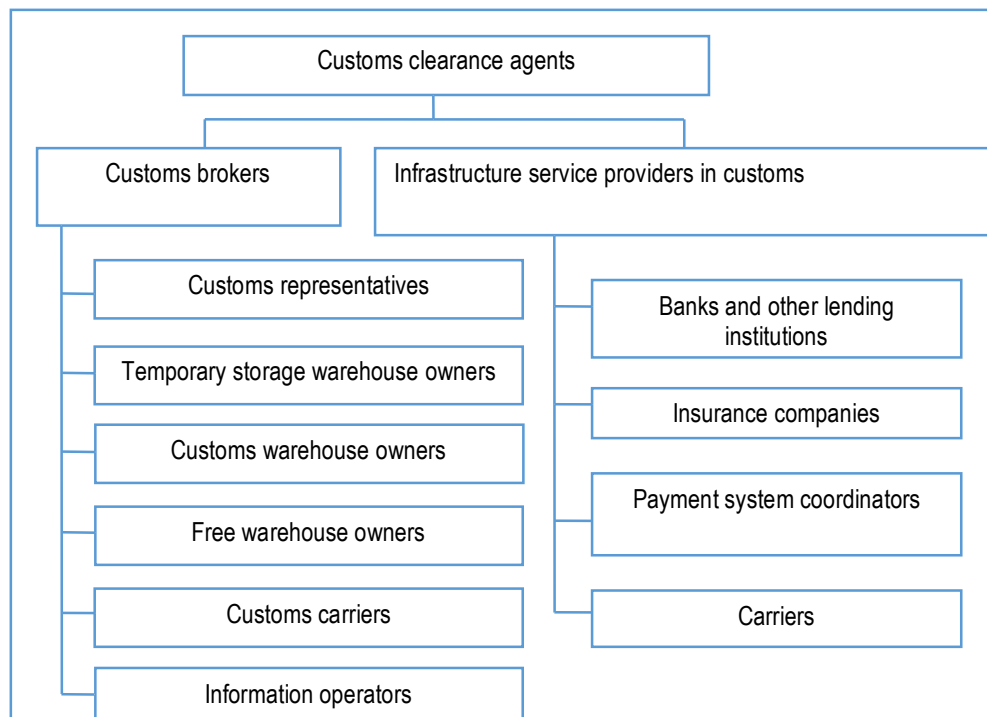 Customs clearance agents
Customs brokers
Infrastructure service providers in customs
Customs representatives
Temporary storage warehouse owners
Customs warehouse owners
Free warehouse owners
Customs carriers
Information operators
Banks and other lending
institutions
Insurance companies
Payment system coordinators
Carriers